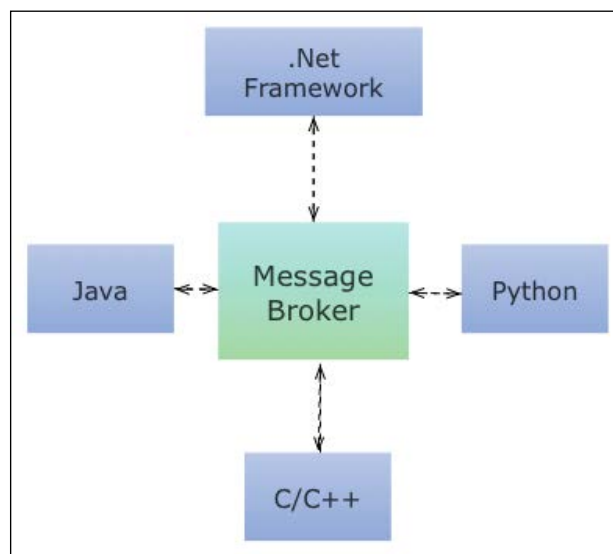 .Net
Framework
Java
Message
Broker
Python
C/C++